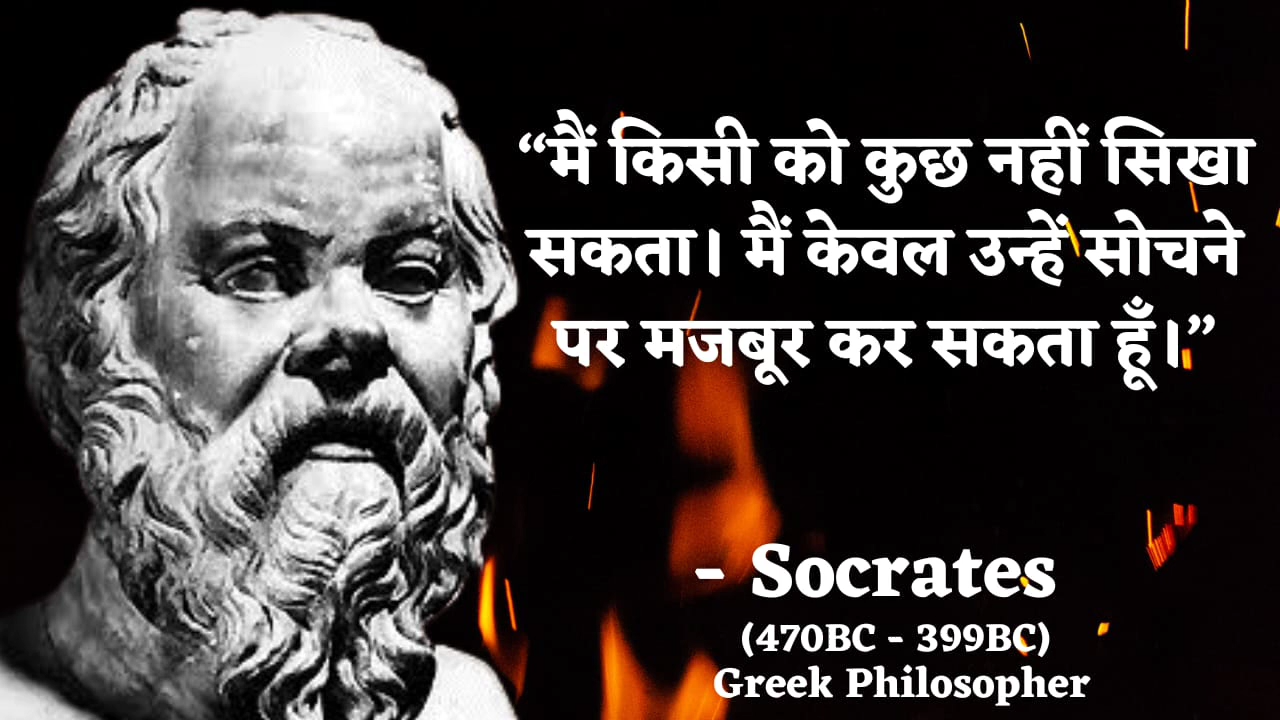 “मैं किसी को कुछ नहीं सिखा
सकता। मैं केवल उन्हें सोचने
पर मजबूर कर सकता हूँ।”
- Socrates
(470BC - 399BC)
Greek Philosopher